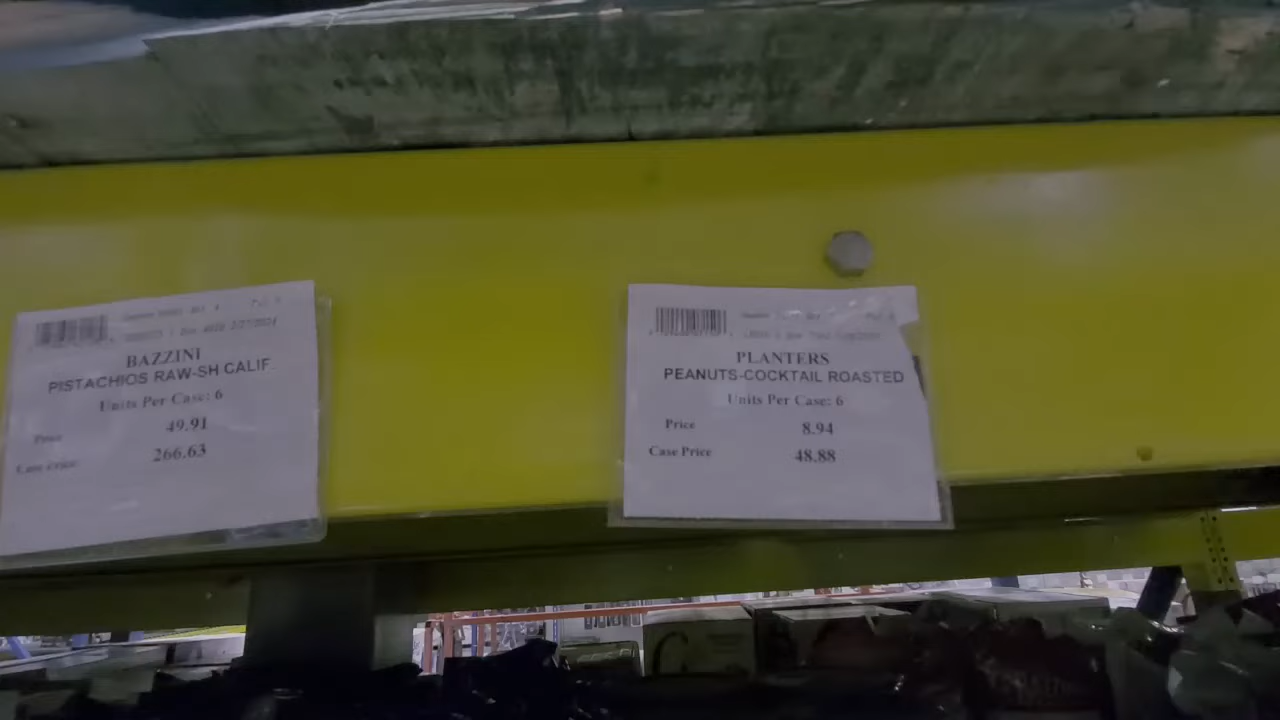 BAZZINI
PISTACHIOS RAW-SH CALIF
Units Per Case: 6
Price 49.91
Case Price 266.63
PLANTERS
PEANUTS-COCKTAIL ROASTED
Units Per Case: 6
Price 8.94
Case Price 48.88